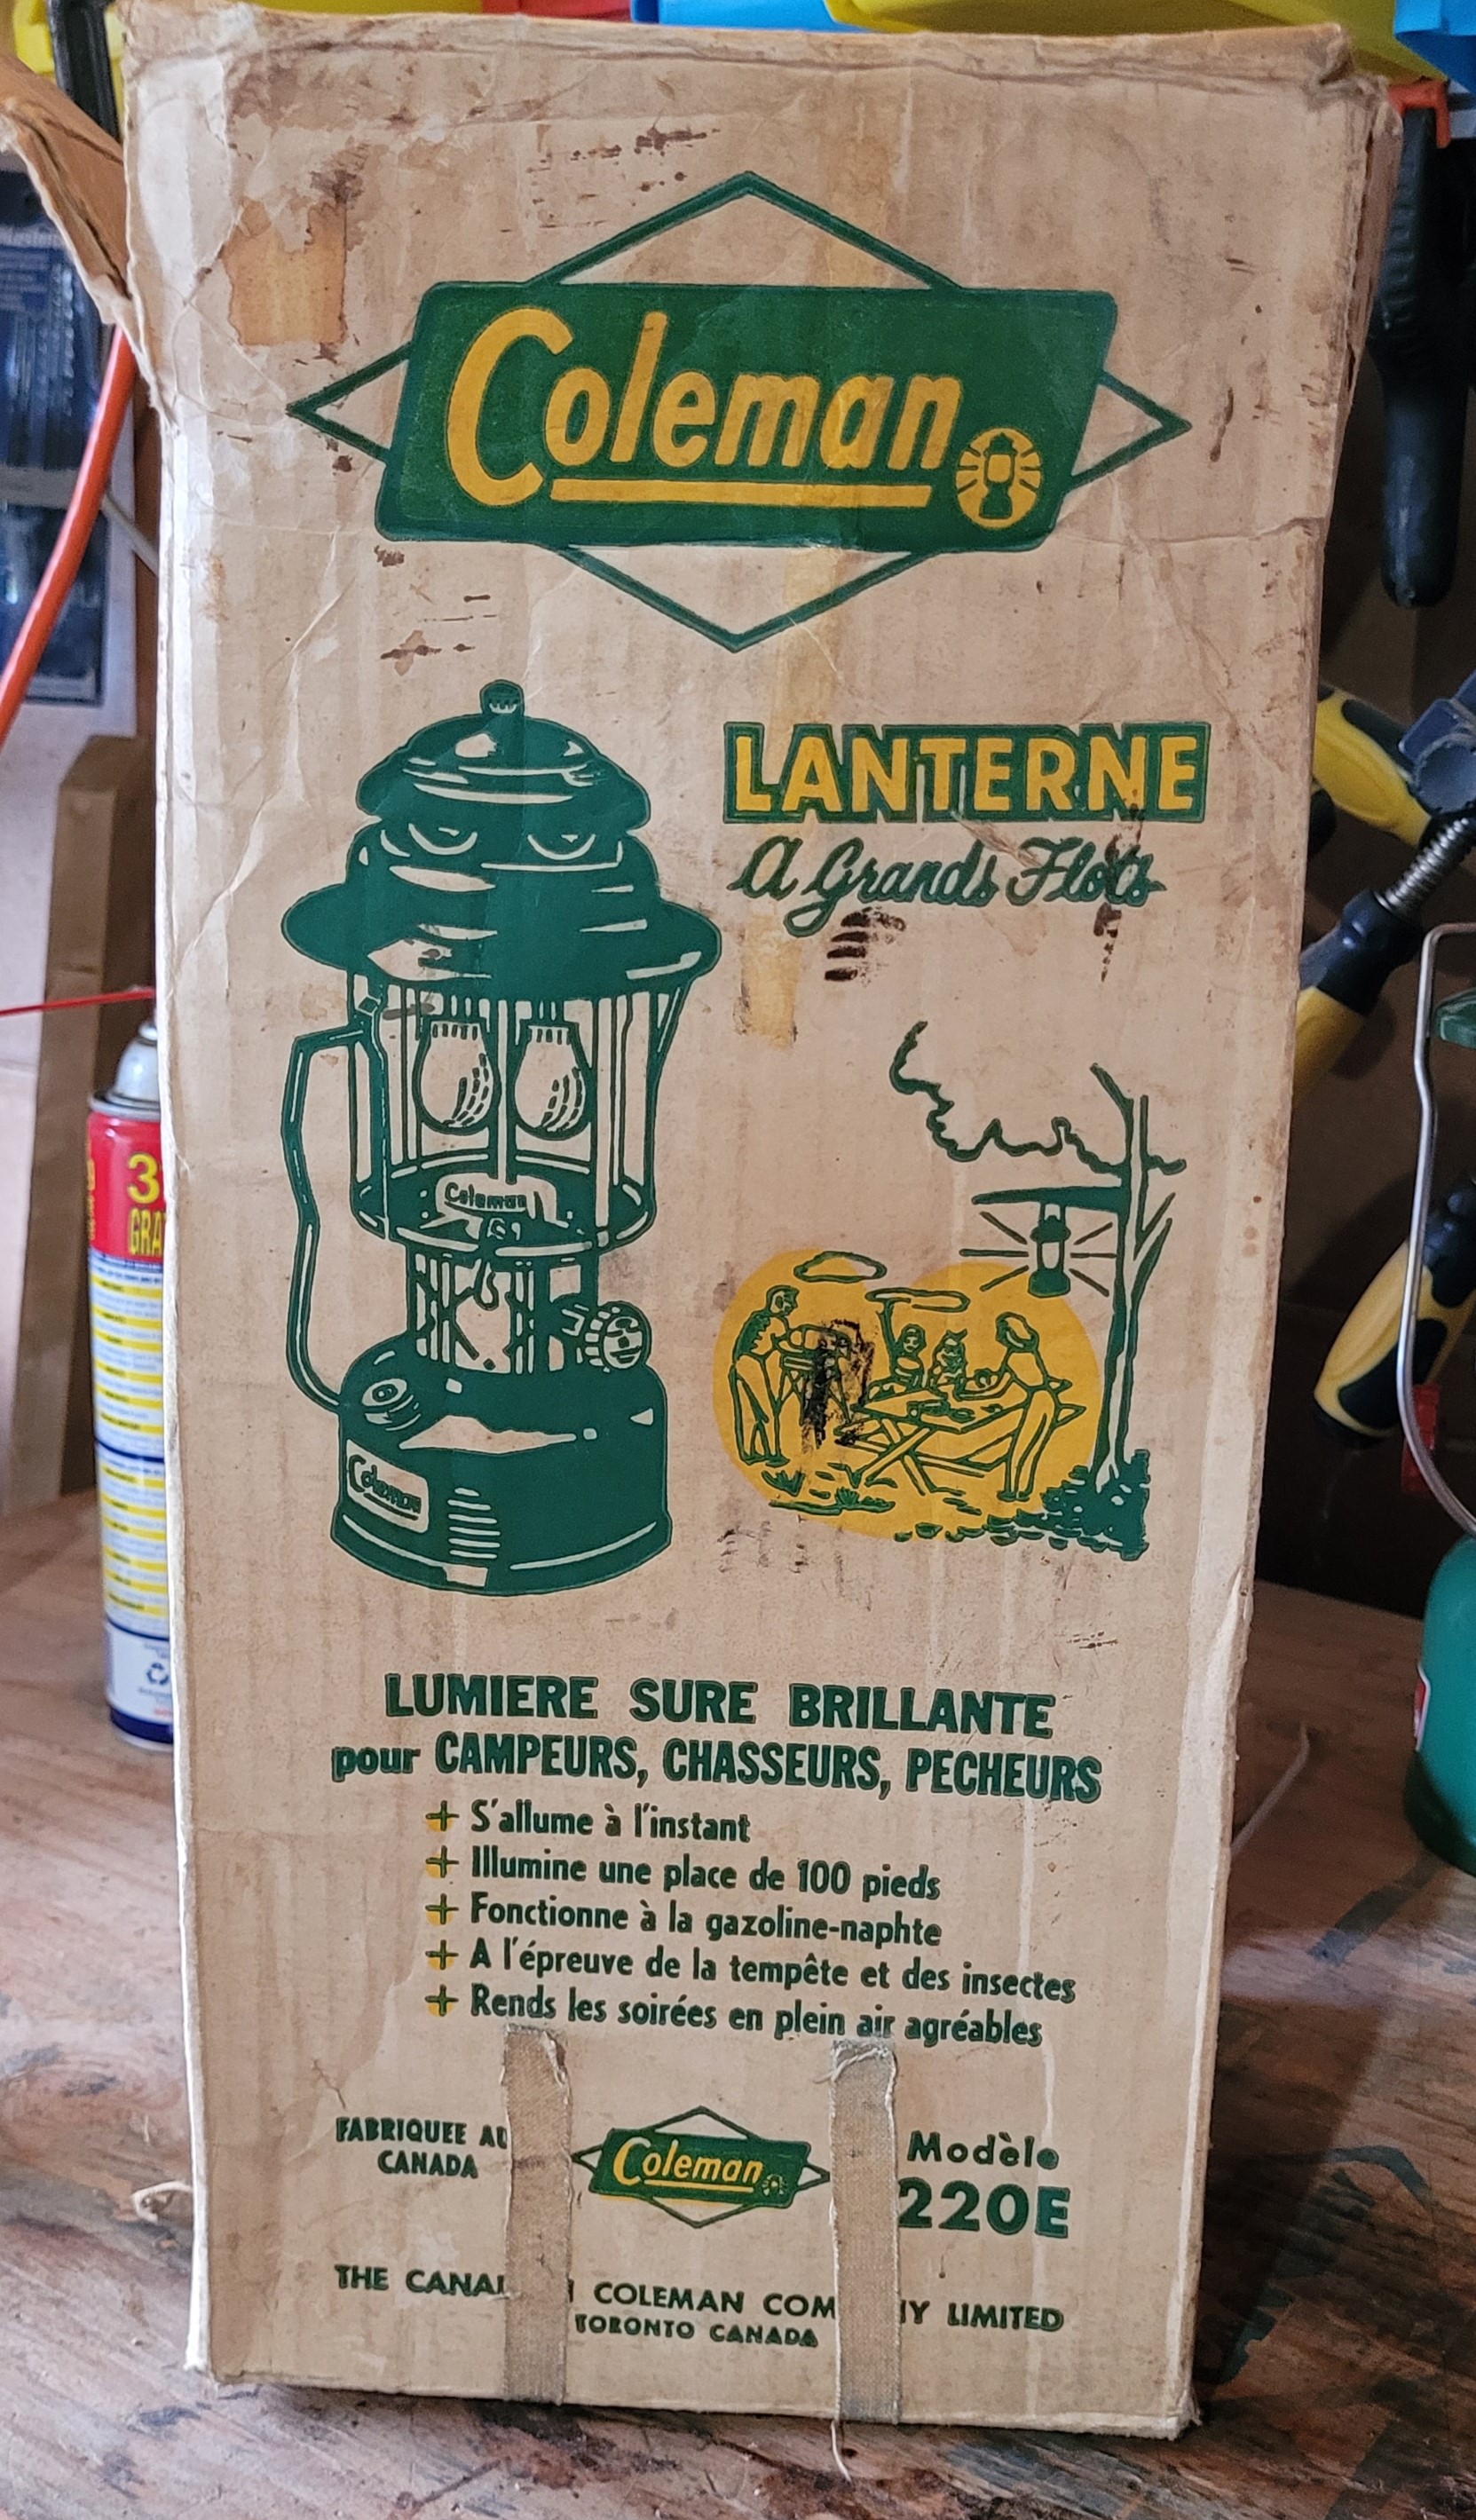 Coleman
LANTERNE
A Grands Flots
Coleman
Coleman
LUMIERE SURE BRILLANTE
pour CAMPEURS, CHASSEURS, PECHEURS
+ S'allume à l'instant
+ Illumine une place de 100 pieds
+ Fonctionne à la gazoline-naphte
+ A l'épreuve de la tempête et des insectes
+ Rends les soirées en plein air agréables
FABRIQUEE AU
CANADA
Coleman
Modèle
220E
THE COLEMAN LIMITED
TORONTO CANADA